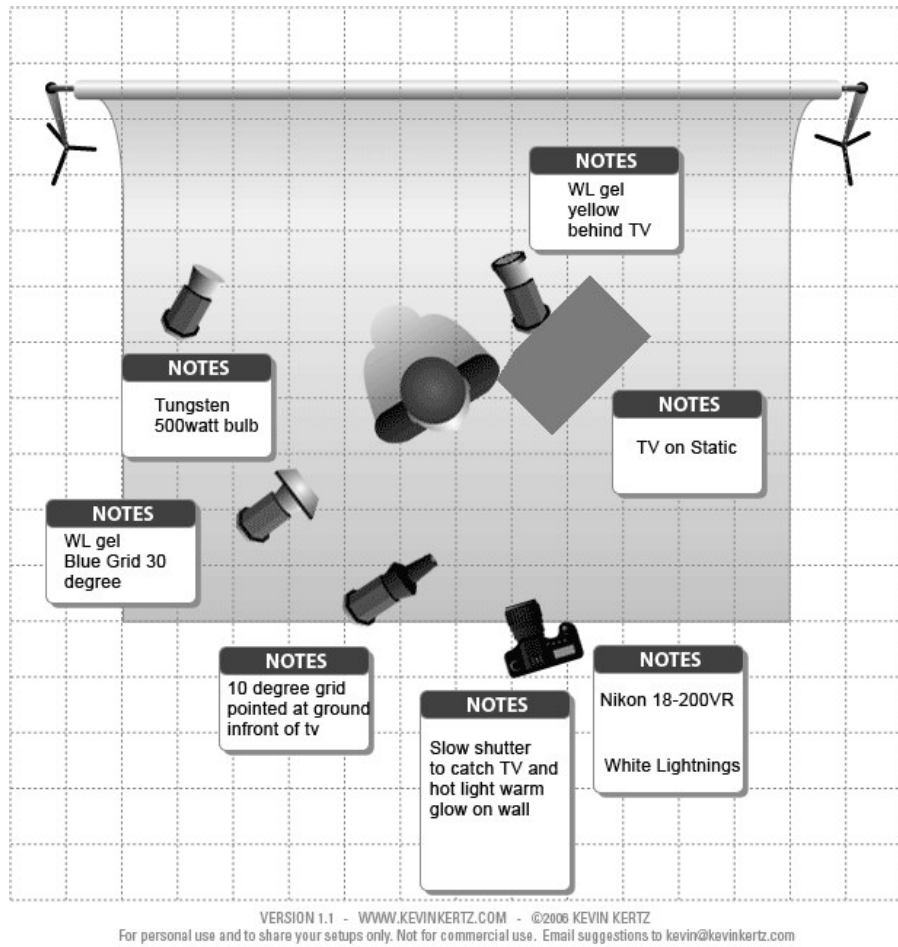 NOTES
WL gel
yellow
behind TV
NOTES
Tungsten
500watt bulb
NOTES
TV on Static
NOTES
WL gel
Blue Grid 30
degree
NOTES
10 degree grid
pointed at ground
infront of tv
NOTES
Slow shutter
to catch TV and
hot light warm
glow on wall
NOTES
Nikon 18-200VR
White Lightnings
VERSION 1.1 - WWW.KEVINKERTZ.COM - ©2006 KEVIN KERTZ
For personal use and to share your setups only. Not for commercial use. Email suggestions to kevin@kevinkertz.com